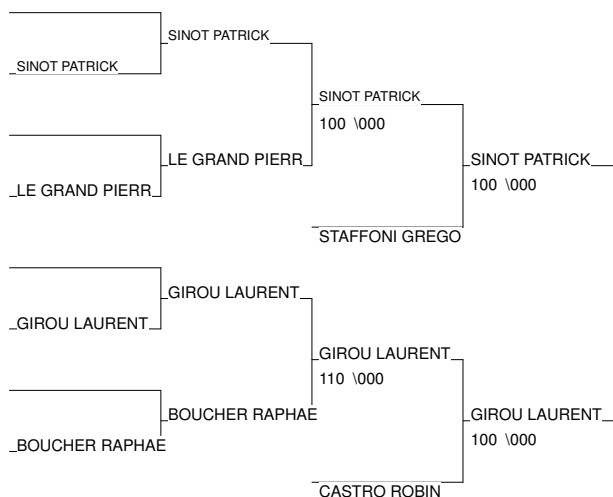 SINOT PATRICK
SINOT PATRICK
SINOT PATRICK
100 \000
LE GRAND PIERR
SINOT PATRICK
100 \000
LE GRAND PIERR
STAFFONI GREGO
GIROU LAURENT
GIROU LAURENT
GIROU LAURENT
110 \000
BOUCHER RAPHAE
GIROU LAURENT
100 \000
BOUCHER RAPHAE
CASTRO ROBIN